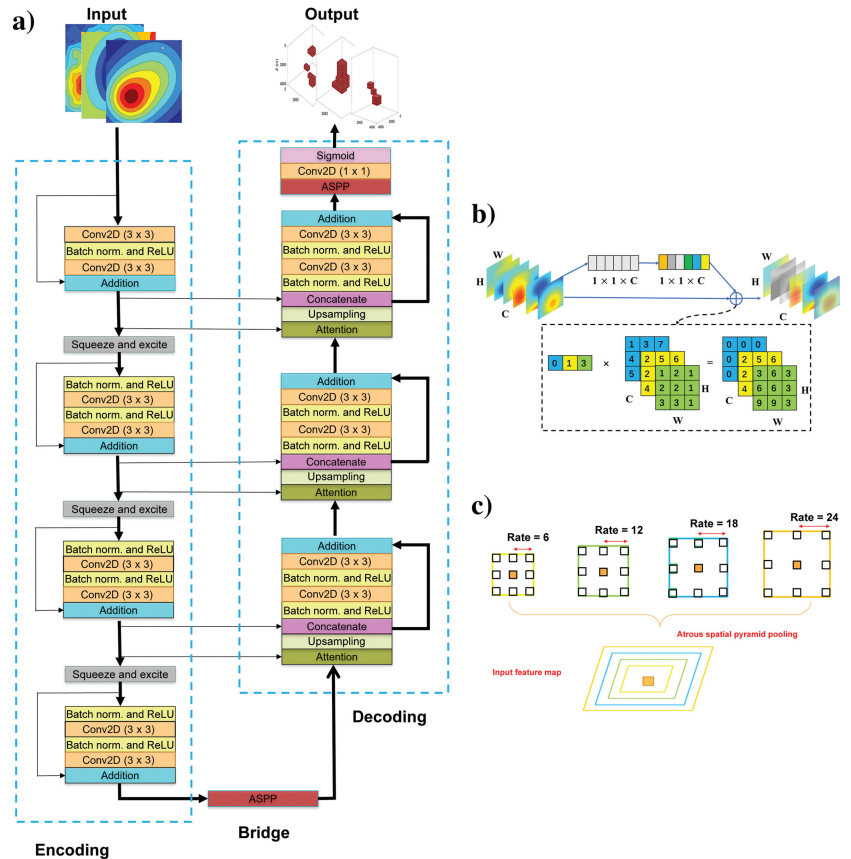 a)
Input
Output
Sigmoid
Conv2D (1 x 1)
ASPP
Conv2D (3 x 3)
Batch norm. and ReLU
Conv2D (3 x 3)
Addition
Squeeze and excite
Batch norm. and ReLU
Conv2D (3 x 3)
Batch norm. and ReLU
Conv2D (3 x 3)
Addition
Squeeze and excite
Batch norm. and ReLU
Conv2D (3 x 3)
Batch norm. and ReLU
Conv2D (3 x 3)
Addition
Squeeze and excite
Batch norm. and ReLU
Conv2D (3 x 3)
Batch norm. and ReLU
Conv2D (3 x 3)
Addition
Encoding
ASPP
Bridge
Addition
Conv2D (3 x 3)
Batch norm. and ReLU
Conv2D (3 x 3)
Batch norm. and ReLU
Concatenate
Upsampling
Attention
Addition
Conv2D (3 x 3)
Batch norm. and ReLU
Conv2D (3 x 3)
Batch norm. and ReLU
Concatenate
Upsampling
Attention
Addition
Conv2D (3 x 3)
Batch norm. and ReLU
Conv2D (3 x 3)
Batch norm. and ReLU
Concatenate
Upsampling
Attention
Decoding
b)
H
W
C
1 × 1 × C
1 × 1 × C
W
H
C
0 1 3
×
1 3 7
4 2 5 6
5 2 1 2 1
4 2 2 1
3 3 1
H
C
W
=
0 0 0
0 2 5 6
0 2 3 6 3
4 6 6 3
9 9 3
H
C
W
c)
Rate = 6
Rate = 12
Rate = 18
Rate = 24
Atrous spatial pyramid pooling
Input feature map